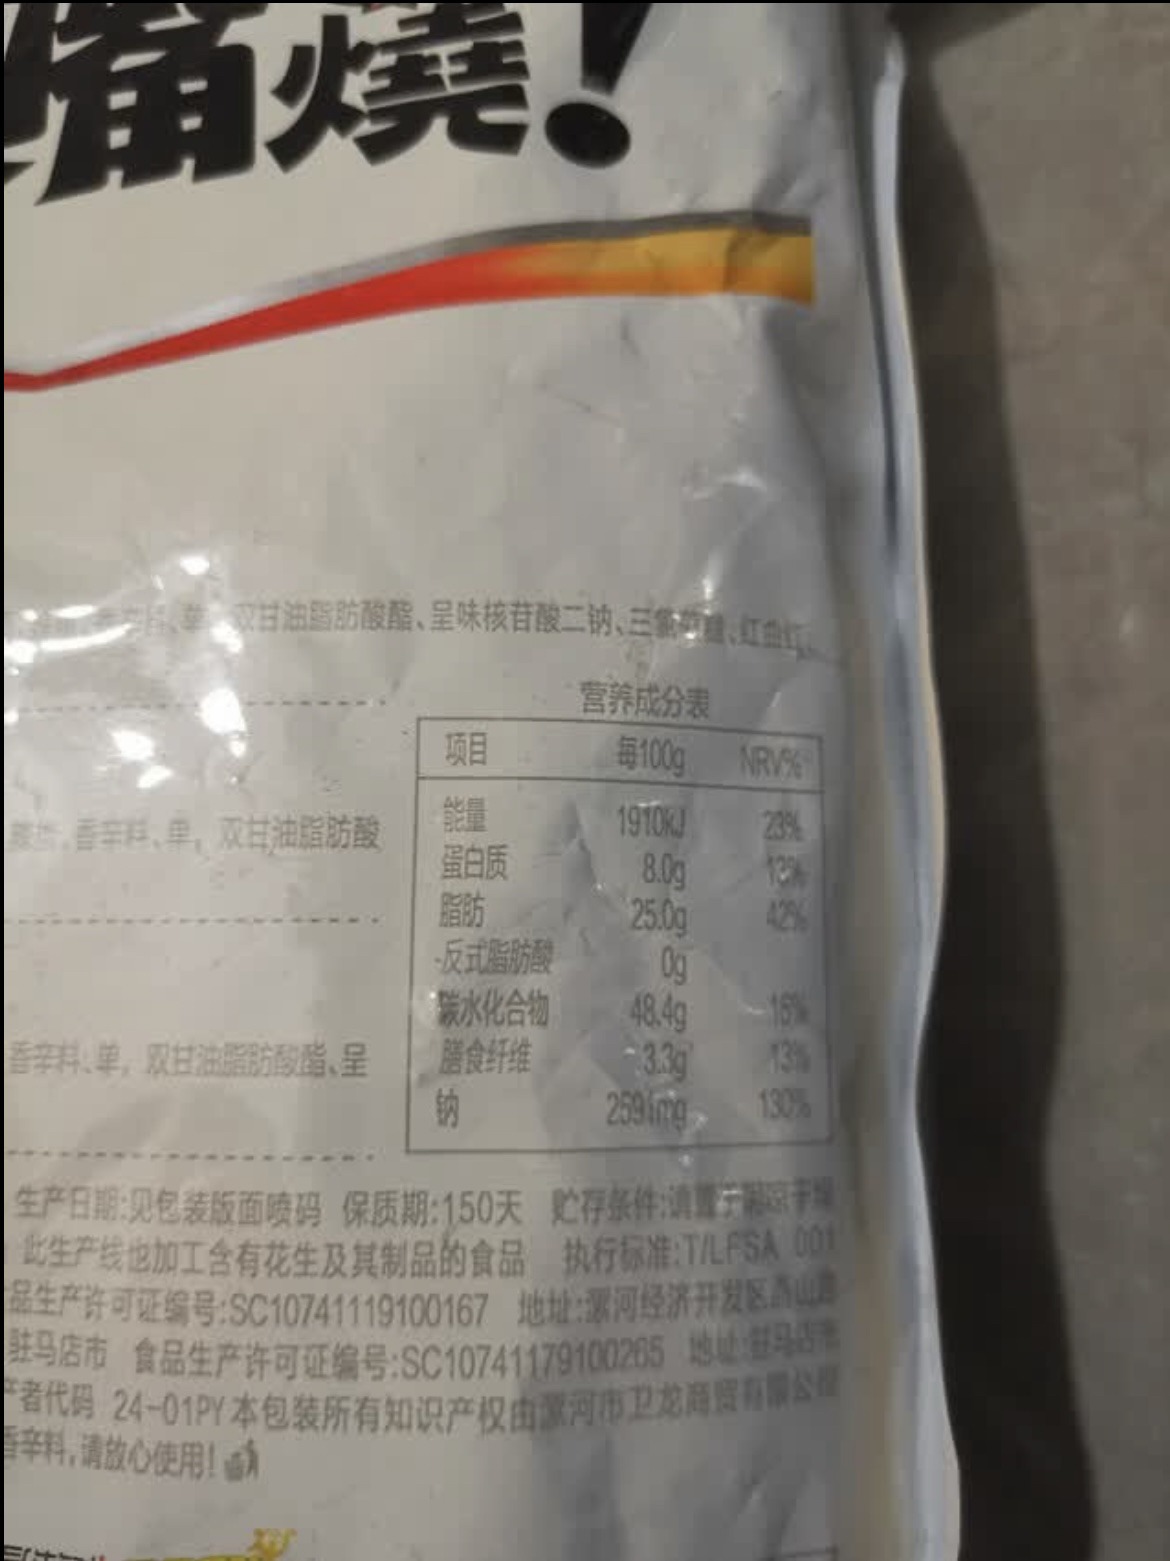 嘴燒!
双甘油脂肪酸酯、呈味核苷酸二钠、三氯蔗糖、红曲红
营养成分表
项目 每100g NRV%
能量 1910kJ 23%
蛋白质 8.0g 13%
脂肪 25.0g 42%
-反式脂肪酸 0g
碳水化合物 48.4g 16%
膳食纤维 3.3g 13%
钠 2591mg 130%
香辛料、单,双甘油脂肪酸
香辛料、单,双甘油脂肪酸酯、呈
生产日期:见包装版面喷码 保质期:150天 贮存条件:请置于阴凉干燥
此生产线也加工含有花生及其制品的食品 执行标准:T/LFSA 001
品生产许可证编号:SC10741119100167 地址:漯河经济开发区
驻马店市 食品生产许可证编号:SC10741179100265 地址:驻马店市
产者代码 24-01PY 本包装所有知识产权由漯河市卫龙商贸有限公司
香辛料,请放心使用!